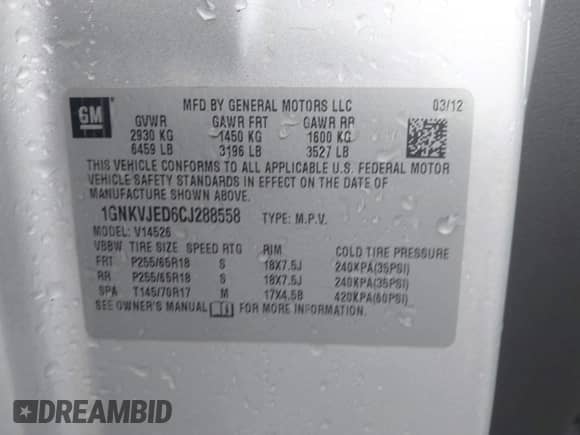 GM
MFD BY GENERAL MOTORS LLC 03/12
GVWR GAWR FRT GAWR RR
2930 KG 1450 KG 1600 KG
6459 LB 3196 LB 3527 LB
THIS VEHICLE CONFORMS TO ALL APPLICABLE U.S. FEDERAL MOTOR
VEHICLE SAFETY STANDARDS IN EFFECT ON THE DATE OF
MANUFACTURE SHOWN ABOVE.
1GNKVJED6CJ288558 TYPE: M.P.V.
MODEL: V14526
VBBW TIRE SIZE SPEED RTG RIM COLD TIRE PRESSURE
FRT P255/65R18 S 18X7.5J 240KPA(35PSI)
RR P255/65R18 S 18X7.5J 240KPA(35PSI)
SPA T145/70R17 M 17X4.5B 420KPA(60PSI)
SEE OWNER'S MANUAL FOR MORE INFORMATION.
DREAMBID